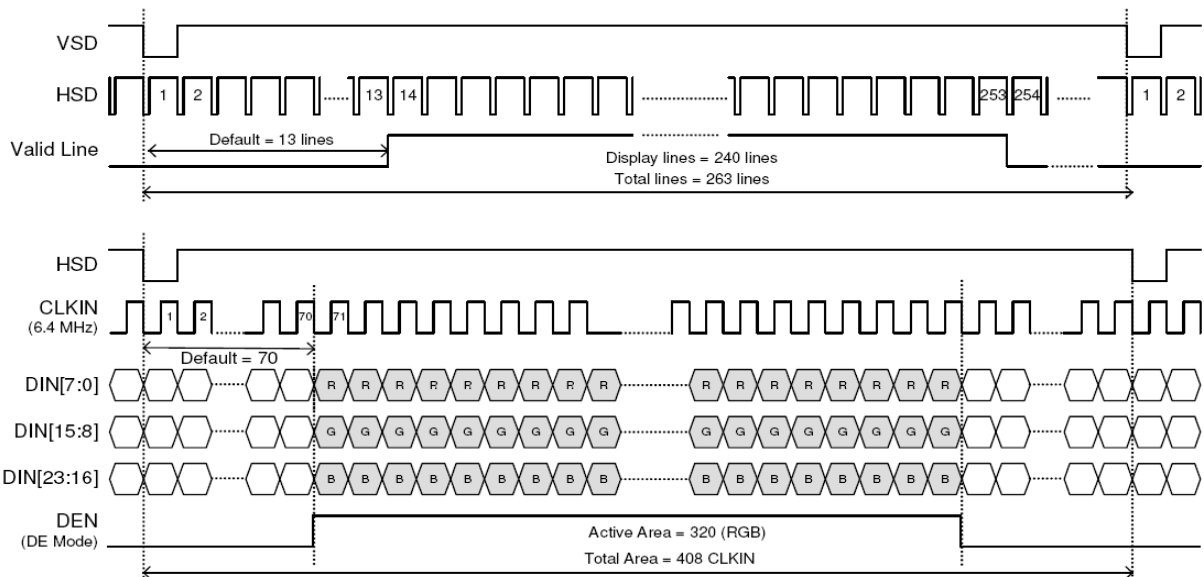 VSD
HSD 1 2 13 14 253 254 1 2
Default = 13 lines
Valid Line
Display lines = 240 lines
Total lines = 263 lines
HSD
CLKIN 1 2 70 71
(6.4 MHz)
Default = 70
DIN[7:0] R R R R R R R R R R R R R R R R R
DIN[15:8] G G G G G G G G G G G G G G G G G
DIN[23:16] B B B B B B B B B B B B B B B B B
DEN
(DE Mode)
Active Area = 320 (RGB)
Total Area = 408 CLKIN